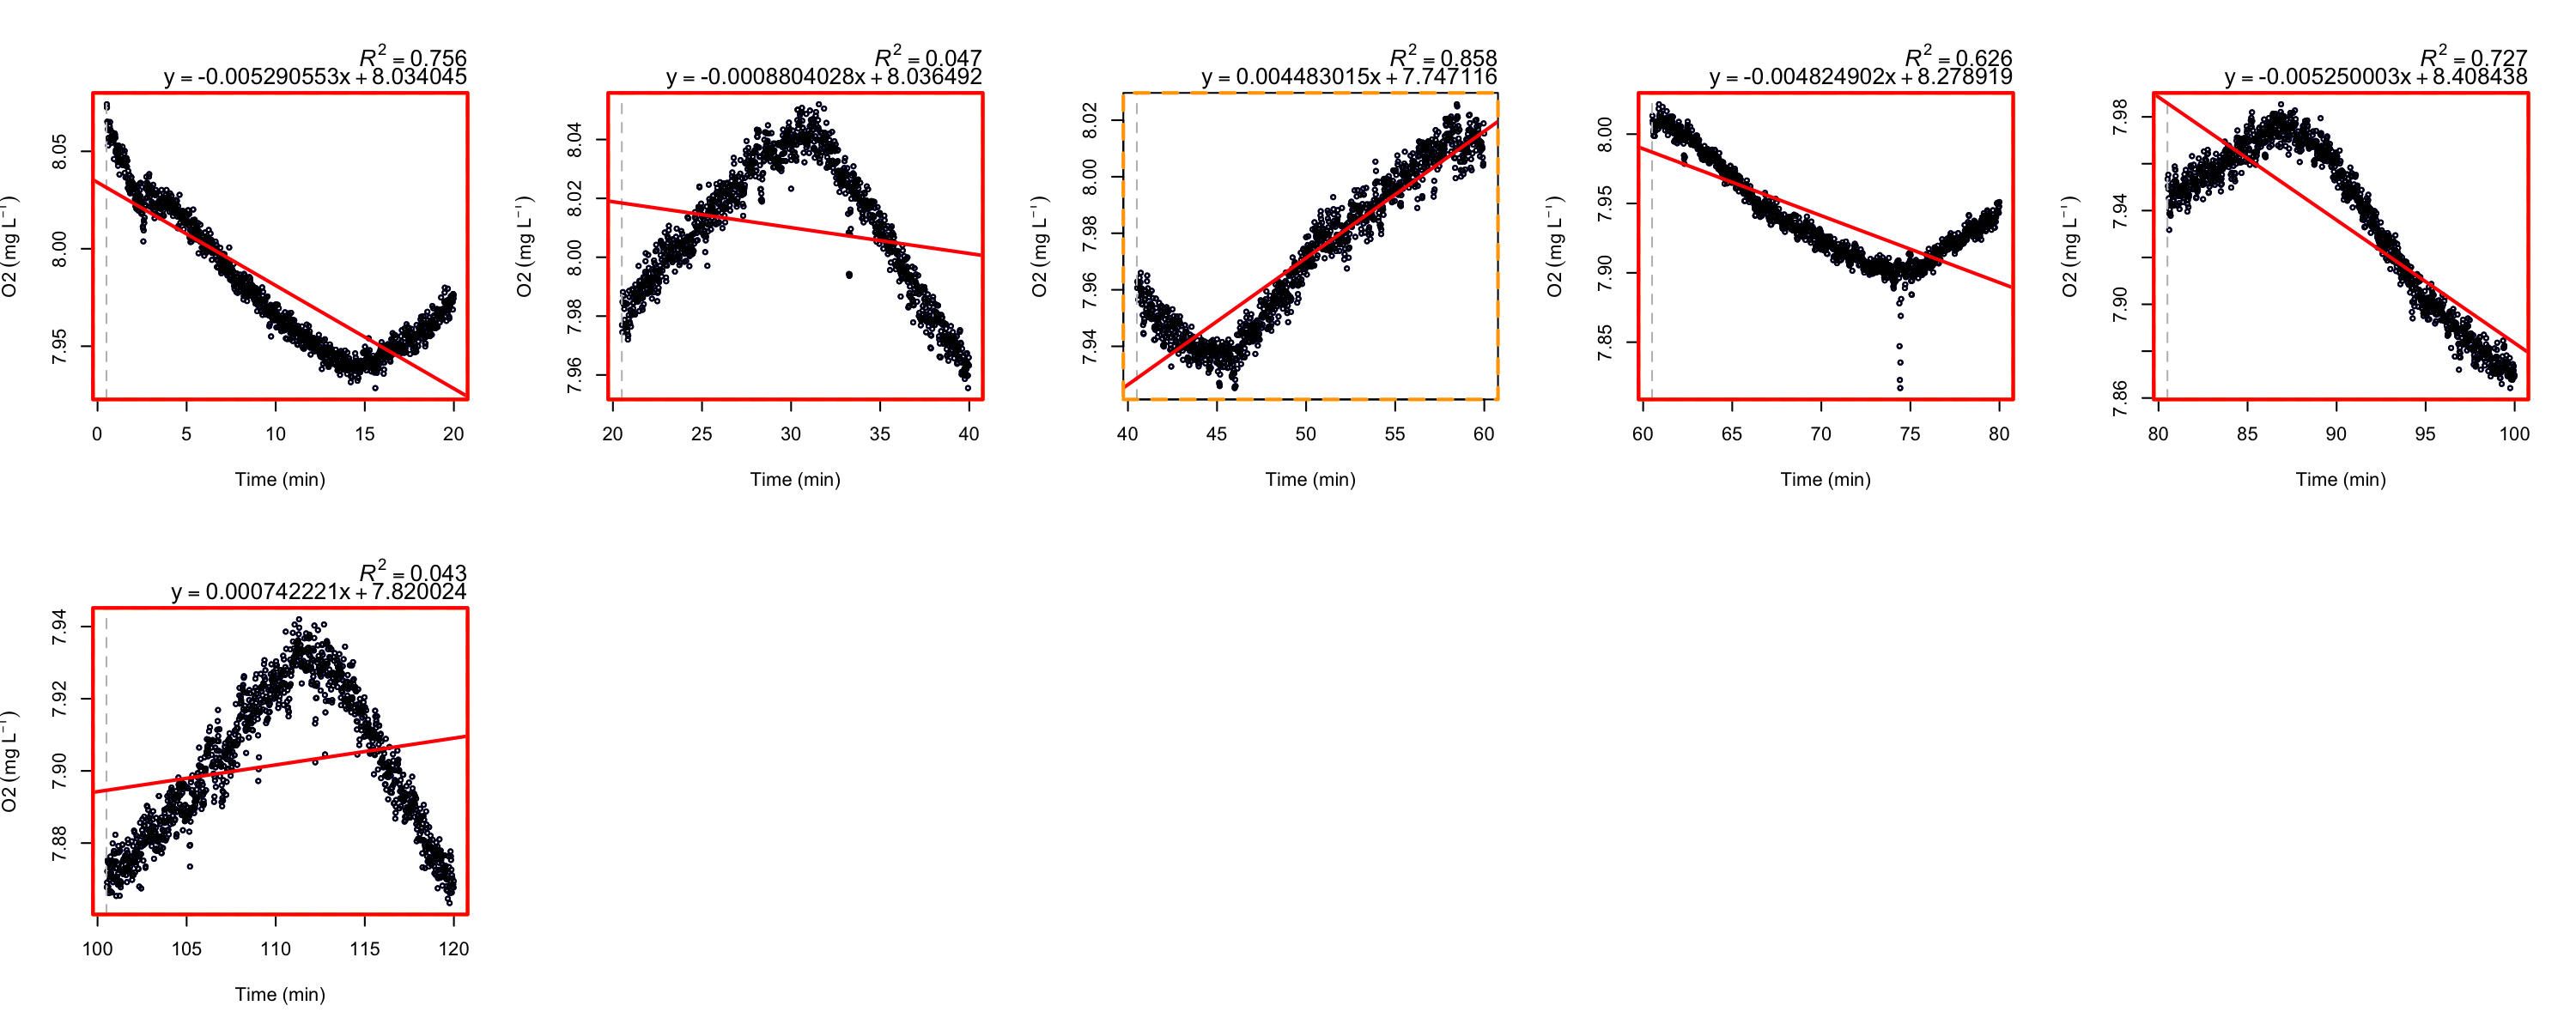 R² = 0.756
y = -0.005290553x + 8.034045
O2 (mg L⁻¹)
8.05
8.00
7.95
0 5 10 15 20
Time (min)
R² = 0.047
y = -0.0008804028x + 8.036492
O2 (mg L⁻¹)
8.04
8.02
8.00
7.98
7.96
20 25 30 35 40
Time (min)
R² = 0.858
y = 0.004483015x + 7.747116
O2 (mg L⁻¹)
8.02
8.00
7.98
7.96
7.94
40 45 50 55 60
Time (min)
R² = 0.626
y = -0.004824902x + 8.278919
O2 (mg L⁻¹)
8.00
7.95
7.90
7.85
60 65 70 75 80
Time (min)
R² = 0.727
y = -0.005250003x + 8.408438
O2 (mg L⁻¹)
7.98
7.94
7.90
7.86
80 85 90 95 100
Time (min)
R² = 0.043
y = 0.000742221x + 7.820024
O2 (mg L⁻¹)
7.94
7.92
7.90
7.88
100 105 110 115 120
Time (min)